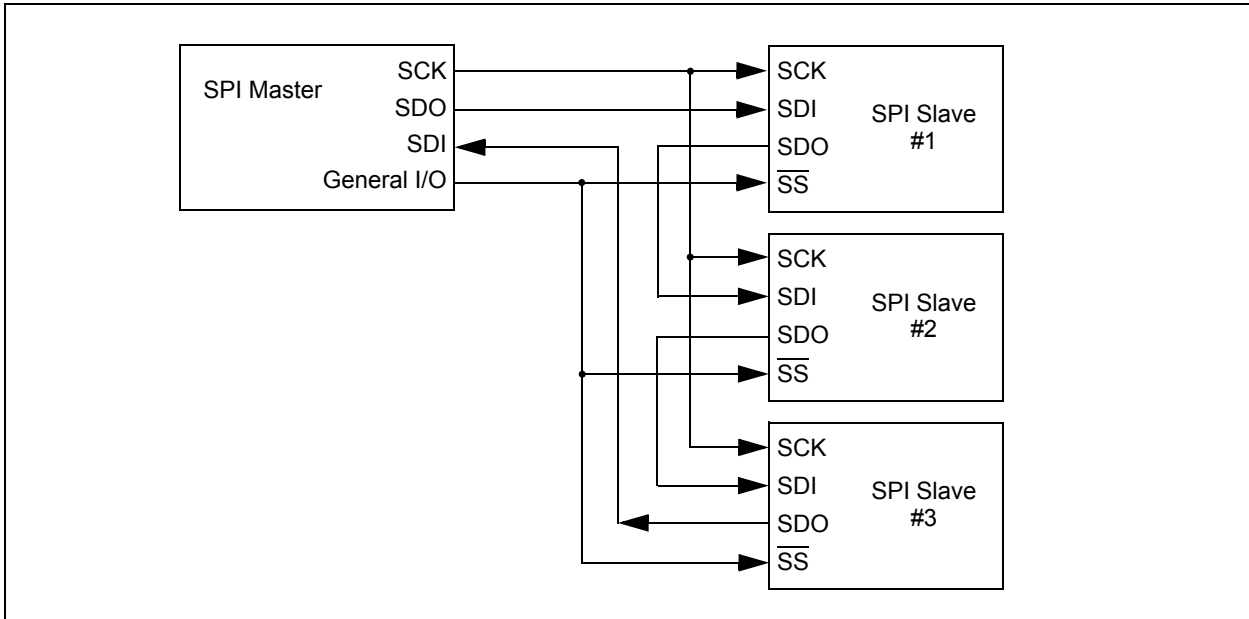 SPI Master
SCK
SDO
SDI
General I/O
SCK
SDI
SDO
SS
SPI Slave
#1
SCK
SDI
SDO
SS
SPI Slave
#2
SCK
SDI
SDO
SS
SPI Slave
#3